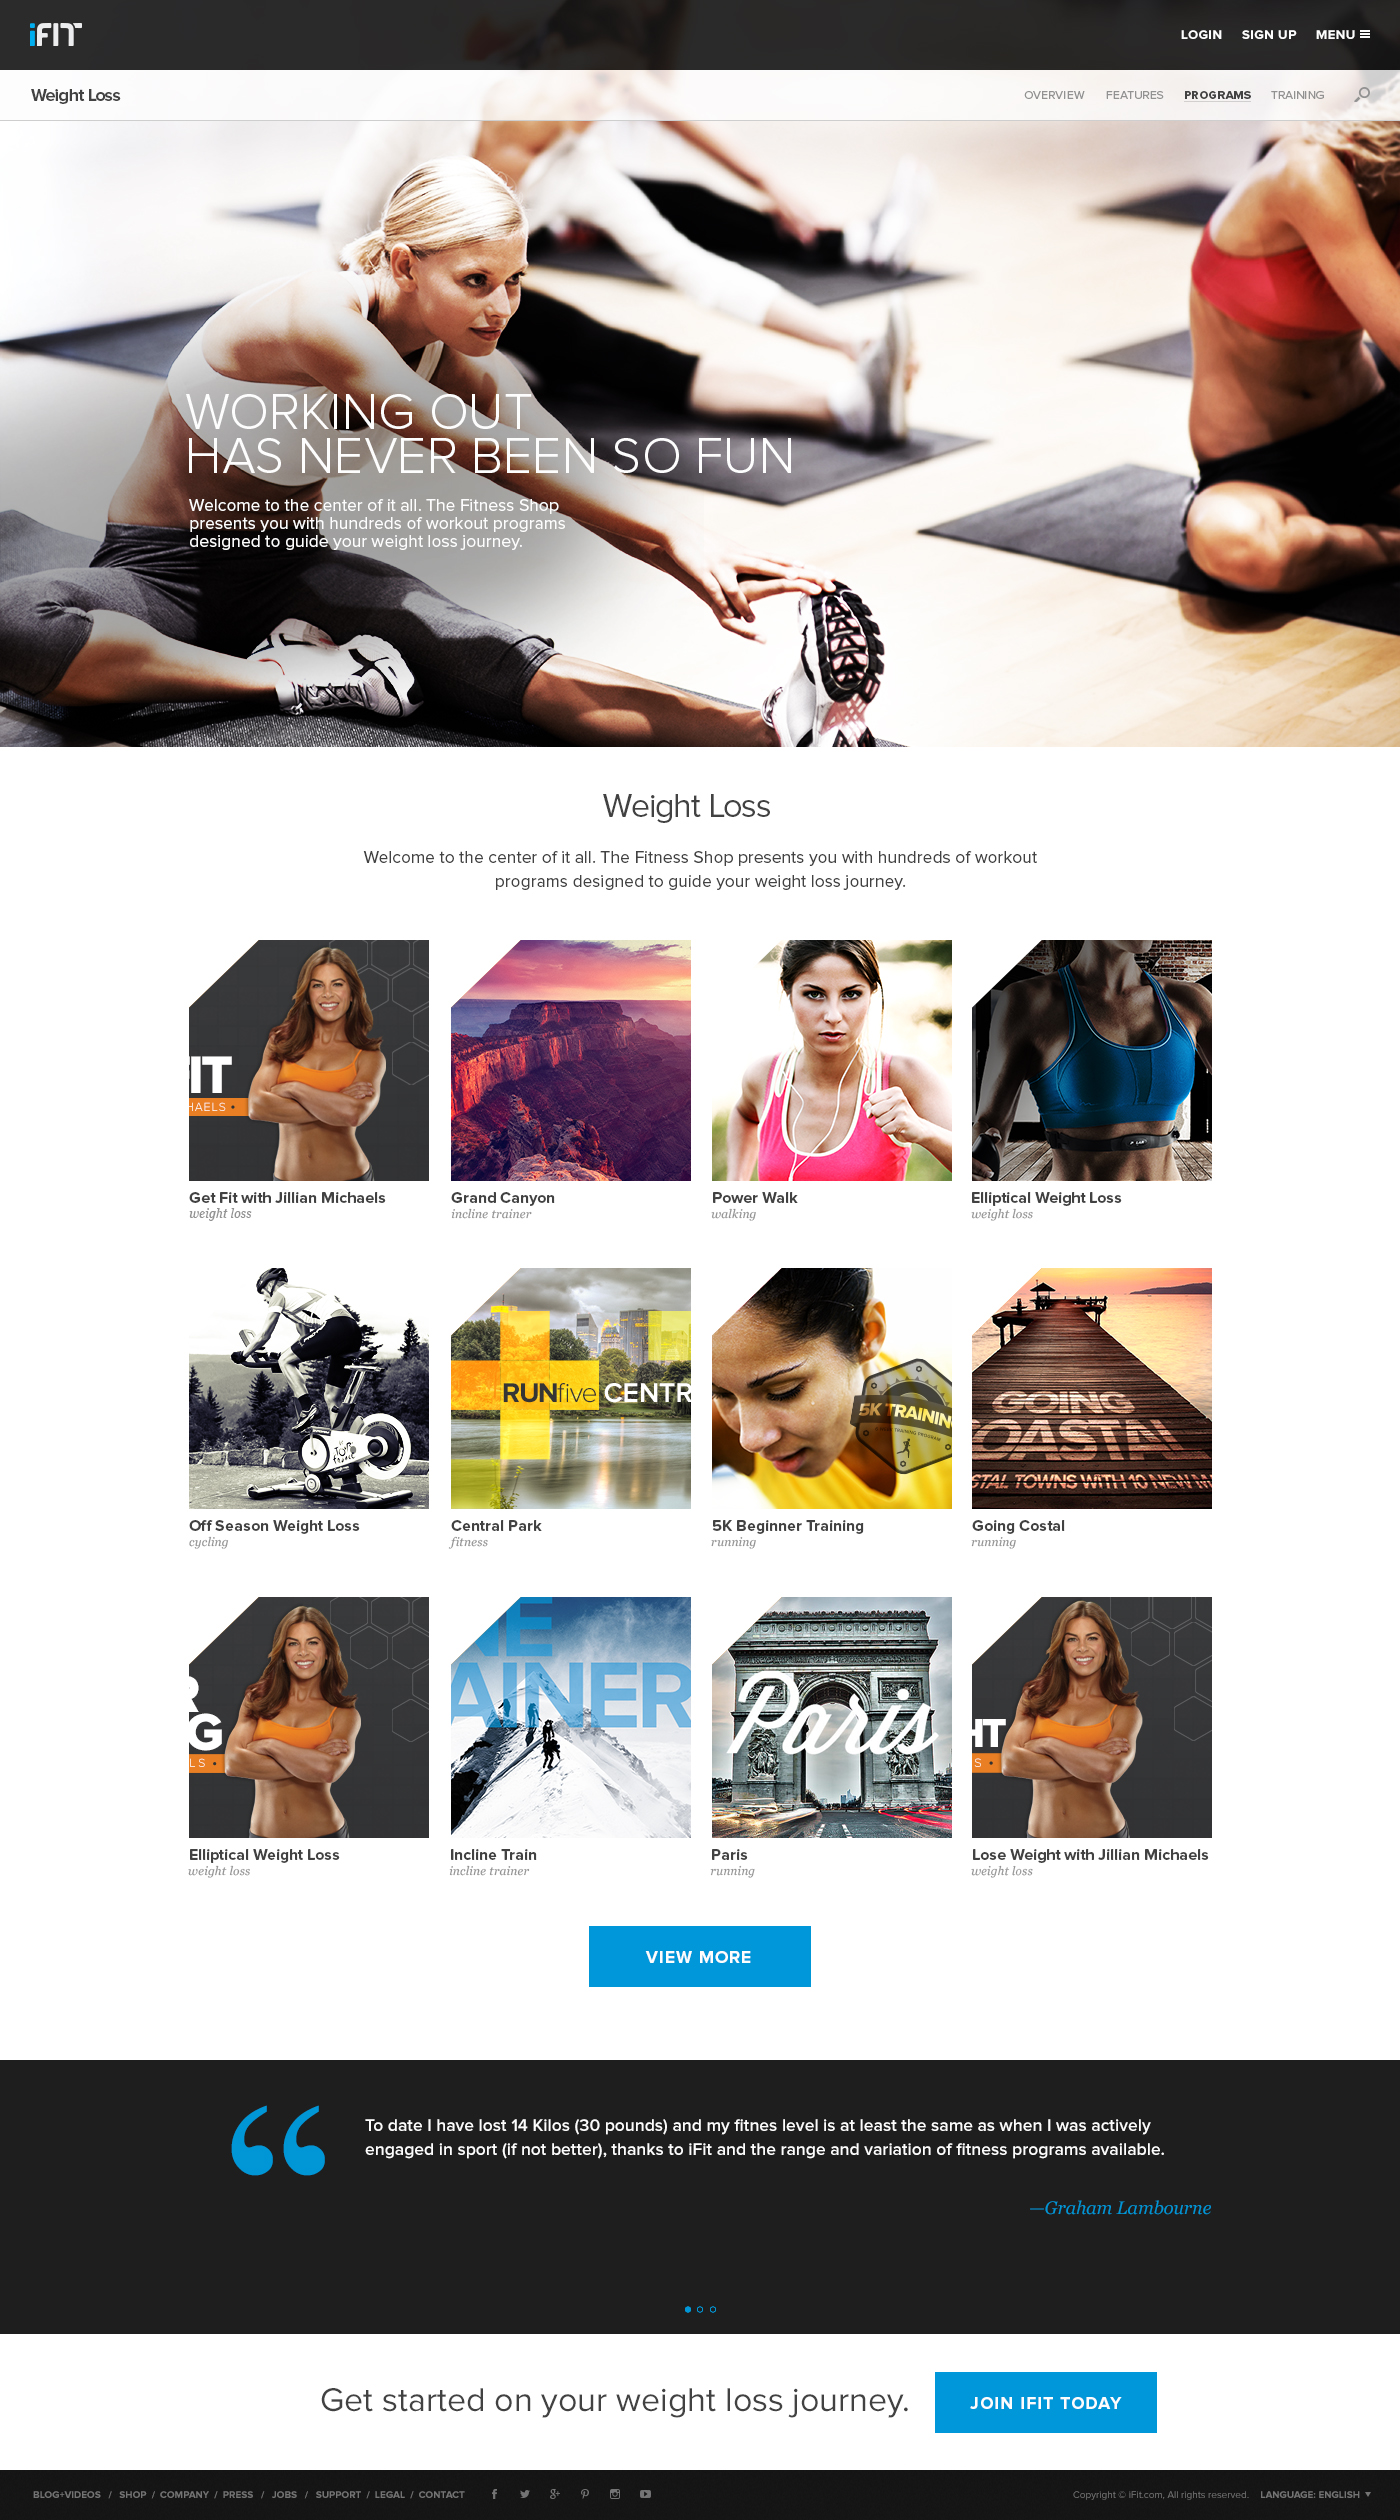 iFIT
LOGIN SIGN UP MENU
Weight Loss
OVERVIEW FEATURES PROGRAMS TRAINING
WORKING OUT
HAS NEVER BEEN SO FUN
Welcome to the center of it all. The Fitness Shop
presents you with hundreds of workout programs
designed to guide your weight loss journey.
Weight Loss
Welcome to the center of it all. The Fitness Shop presents you with hundreds of workout
programs designed to guide your weight loss journey.
IT
HAELS •
Get Fit with Jillian Michaels
weight loss
Grand Canyon
incline trainer
Power Walk
walking
Elliptical Weight Loss
weight loss
Off Season Weight Loss
cycling
RUNfive CENTR
Central Park
fitness
5K TRAININ
TRAINING PROGRAM
5K Beginner Training
running
GOING
OASTAL
STAL TOWNS WITH 10 NEW M
Going Costal
running
R
G
LS •
Elliptical Weight Loss
weight loss
NE
AINER
Incline Train
incline trainer
Paris
Paris
running
HT
S •
Lose Weight with Jillian Michaels
weight loss
VIEW MORE
“
To date I have lost 14 Kilos (30 pounds) and my fitnes level is at least the same as when I was actively
engaged in sport (if not better), thanks to iFit and the range and variation of fitness programs available.
—Graham Lambourne
Get started on your weight loss journey.
JOIN IFIT TODAY
BLOG+VIDEOS / SHOP / COMPANY / PRESS / JOBS / SUPPORT / LEGAL / CONTACT
Copyright © iFit.com, All rights reserved. LANGUAGE: ENGLISH